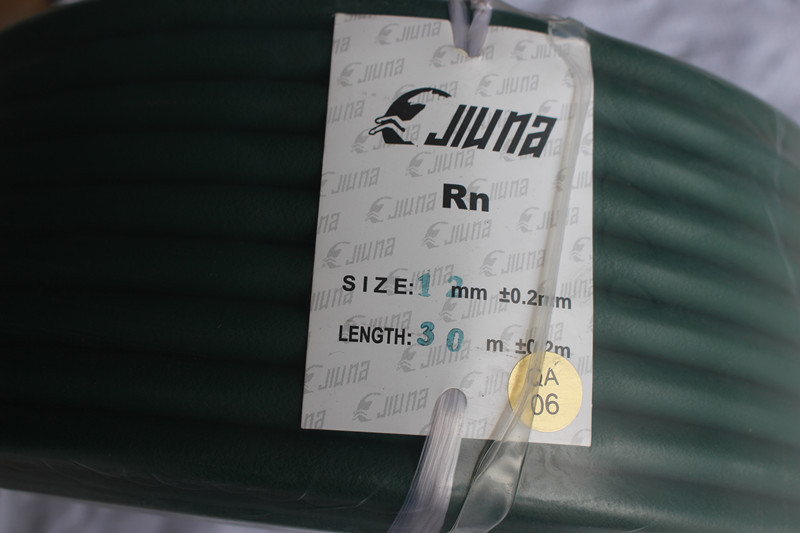 JIUNA
Rn
SIZE: 12 mm ±0.2mm
LENGTH: 30 m ±0.2m
QA
06